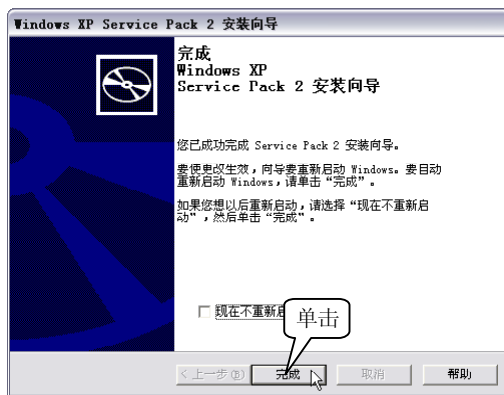 Windows XP Service Pack 2 安装向导
完成
Windows XP
Service Pack 2 安装向导
您已成功完成 Service Pack 2 安装向导。
要使更改生效，向导要重新启动 Windows。要自动
重新启动 Windows，请单击“完成”。
如果您想以后重新启动，请选择“现在不重新启
动”，然后单击“完成”。
现在不重新启
单击
< 上一步(B)
完成
取消
帮助